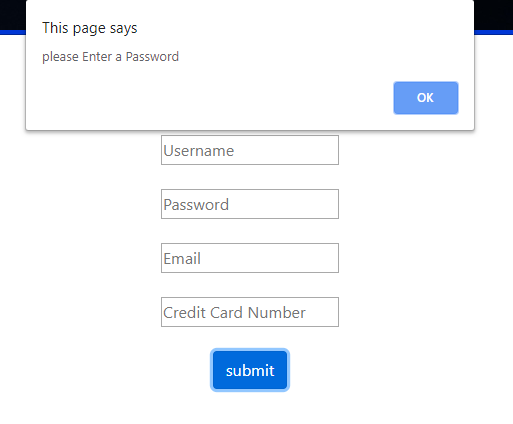 This page says
please Enter a Password
OK
Username
Password
Email
Credit Card Number
submit